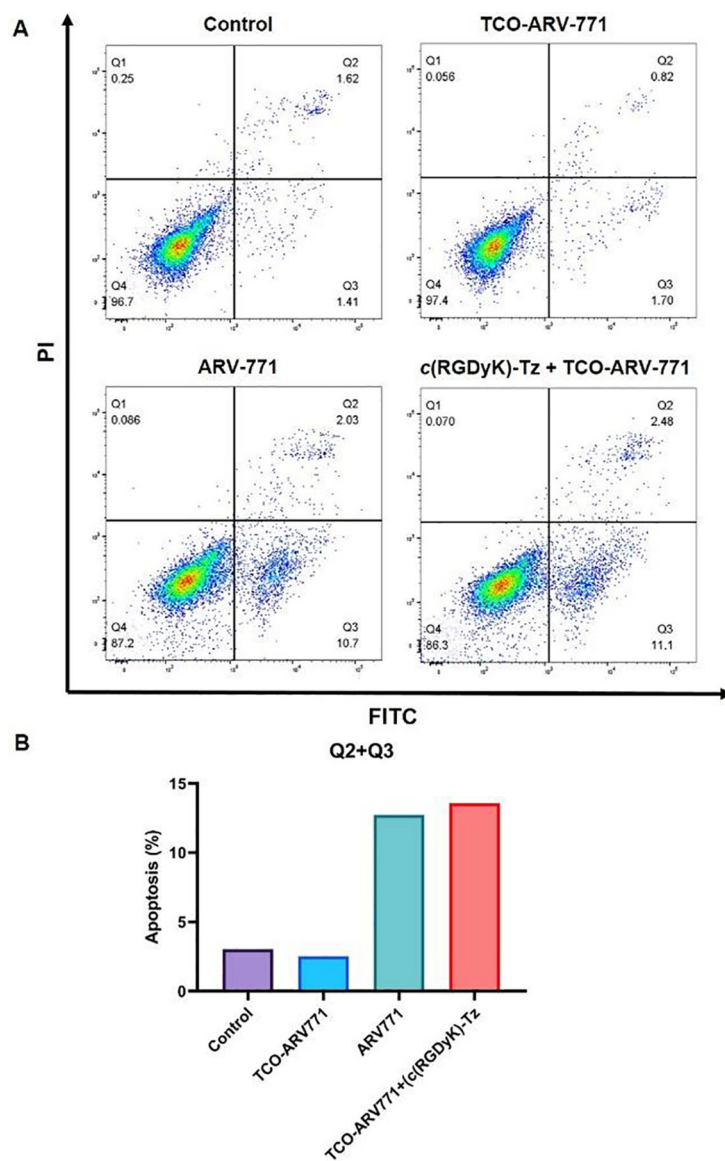 A
Control
TCO-ARV-771
Q1
0.25
Q2
1.62
Q4
96.7
Q3
1.41
Q1
0.056
Q2
0.82
Q4
97.4
Q3
1.70
PI
ARV-771
c(RGDyK)-Tz + TCO-ARV-771
Q1
0.086
Q2
2.03
Q4
87.2
Q3
10.7
Q1
0.070
Q2
2.48
Q4
86.3
Q3
11.1
FITC
B
Q2+Q3
Apoptosis (%)
15
10
5
0
Control
TCO-ARV771
ARV771
TCO-ARV771+(c(RGDyK)-Tz